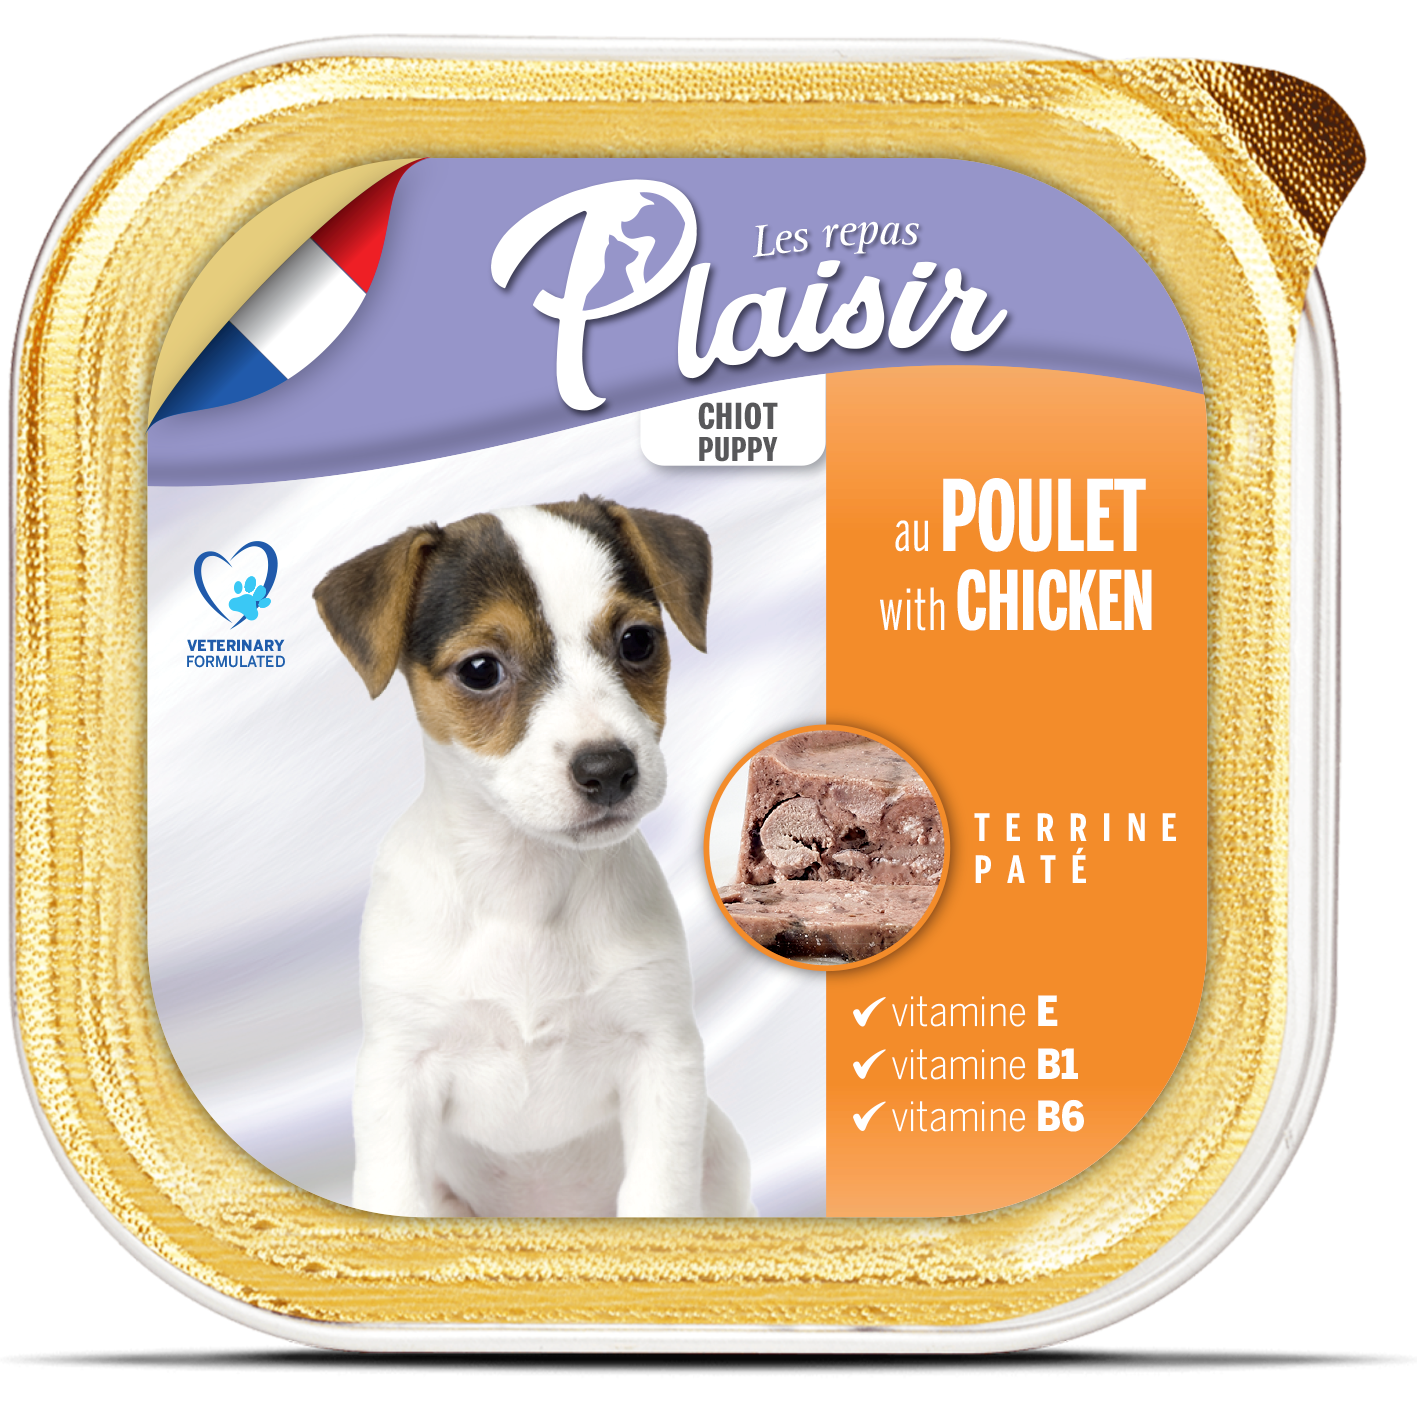 Les repas
Plaisir
CHIOT
PUPPY
au POULET
with CHICKEN
VETERINARY
FORMULATED
TERRINE
PATÉ
vitamine E
vitamine B1
vitamine B6